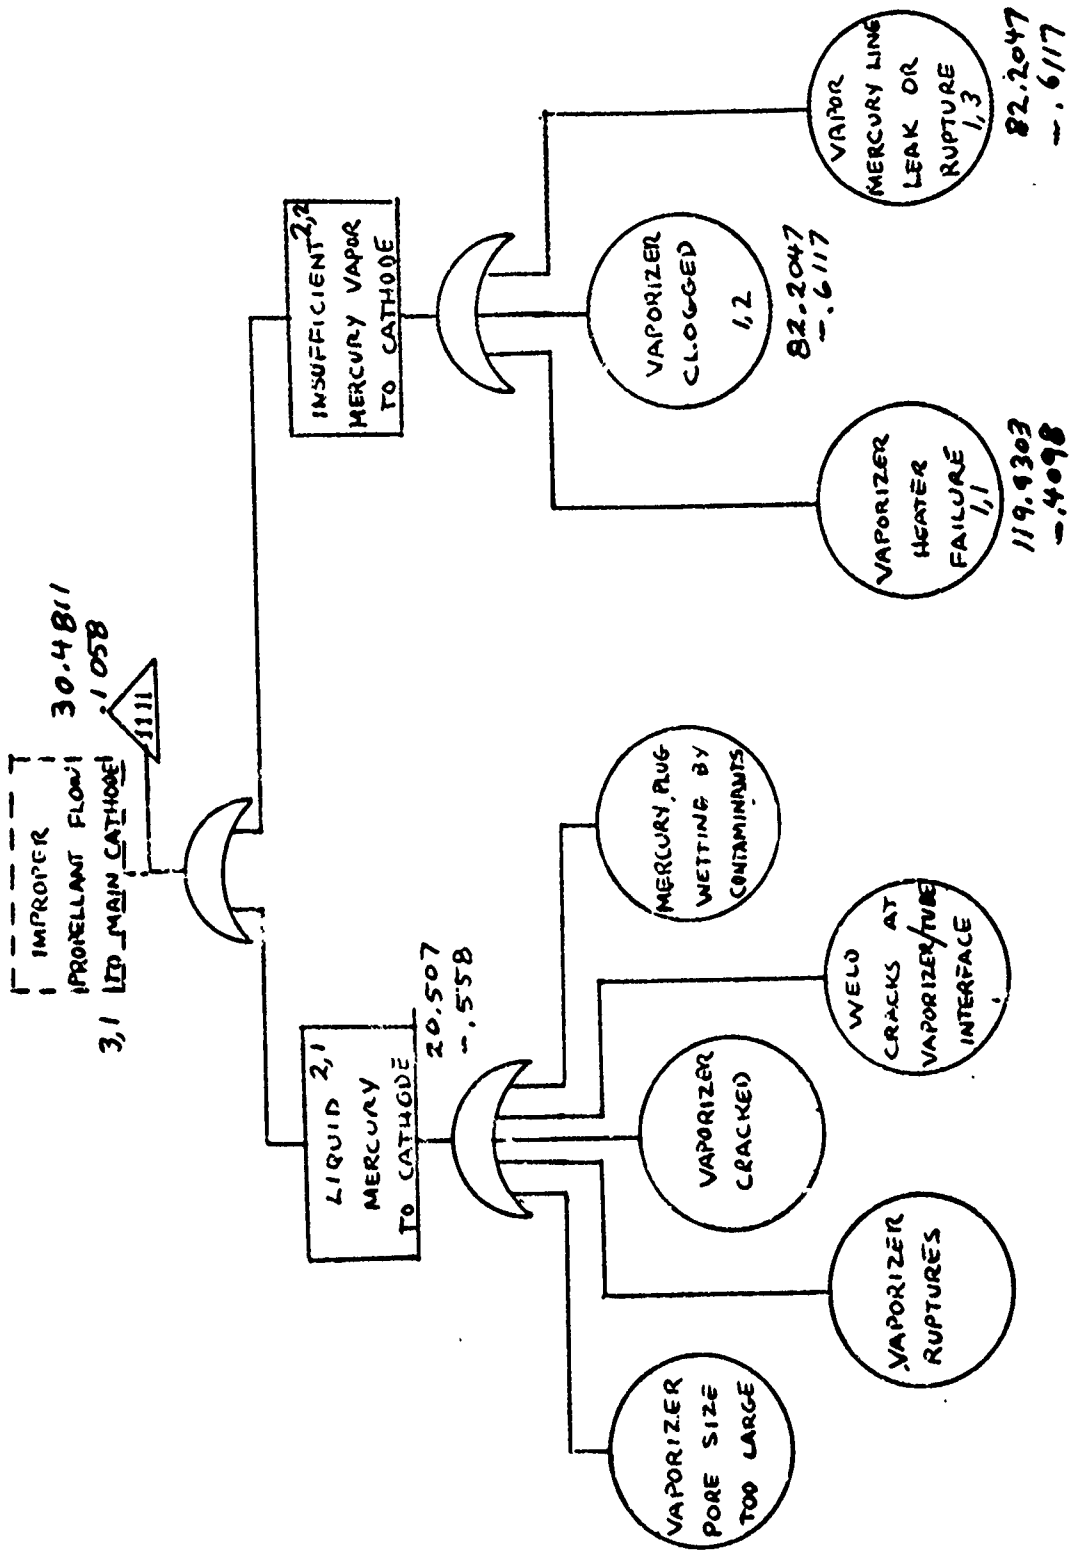 IMPROPER
PROPELLANT FLOW
TO MAIN CATHODE
3,1
30.4811
.1058
1111
LIQUID 2,1
MERCURY
TO CATHODE
20.507
-.558
INSUFFICIENT 2,2
MERCURY VAPOR
TO CATHODE
VAPORIZER
PORE SIZE
TOO LARGE
VAPORIZER
RUPTURES
VAPORIZER
CRACKED
WELD
CRACKS AT
VAPORIZER/TUBE
INTERFACE
MERCURY PLUG
WETTING BY
CONTAMINANTS
VAPORIZER
HEATER
FAILURE
1,1
119.9303
-.4098
VAPORIZER
CLOGGED
1,2
82.2047
-.6117
VAPOR
MERCURY LINE
LEAK OR
RUPTURE
1,3
82.2047
-.6117